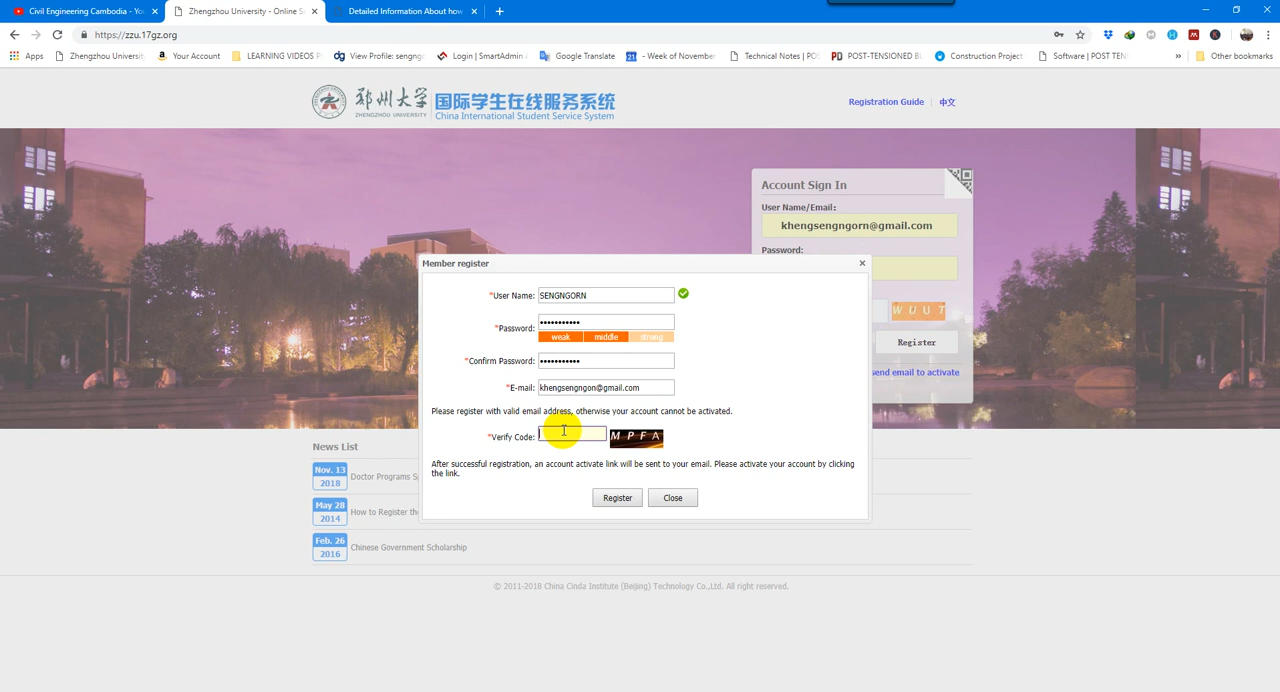 Civil Engineering Cambodia - You
Zhengzhou University - Online S
Detailed Information About how
https://zzu.17gz.org
Apps
Zhengzhou University
Your Account
LEARNING VIDEOS P
View Profile: sengng
Login | SmartAdmin
Google Translate
- Week of November
Technical Notes | POS
POST-TENSIONED BL
Construction Project
Software | POST TEN
»
Other bookmarks
郑州大学
ZHENGZHOU UNIVERSITY
国际学生在线服务系统
China International Student Service System
Registration Guide
中文
Account Sign In
User Name/Email:
khengsengngorn@gmail.com
Password:
W U U T
Register
send email to activate
Member register
*User Name: SENGNGORN
*Password: •••••••••••
weak middle strong
*Confirm Password: •••••••••••
*E-mail: khengsengngon@gmail.com
Please register with valid email address, otherwise your account cannot be activated.
*Verify Code: M P F A
After successful registration, an account activate link will be sent to your email. Please activate your account by clicking
the link.
Register Close
News List
Nov. 13
2018
Doctor Programs S
May 28
2014
How to Register the
Feb. 26
2016
Chinese Government Scholarship
© 2011-2018 China Cinda Institute (Beijing) Technology Co.,Ltd. All right reserved.